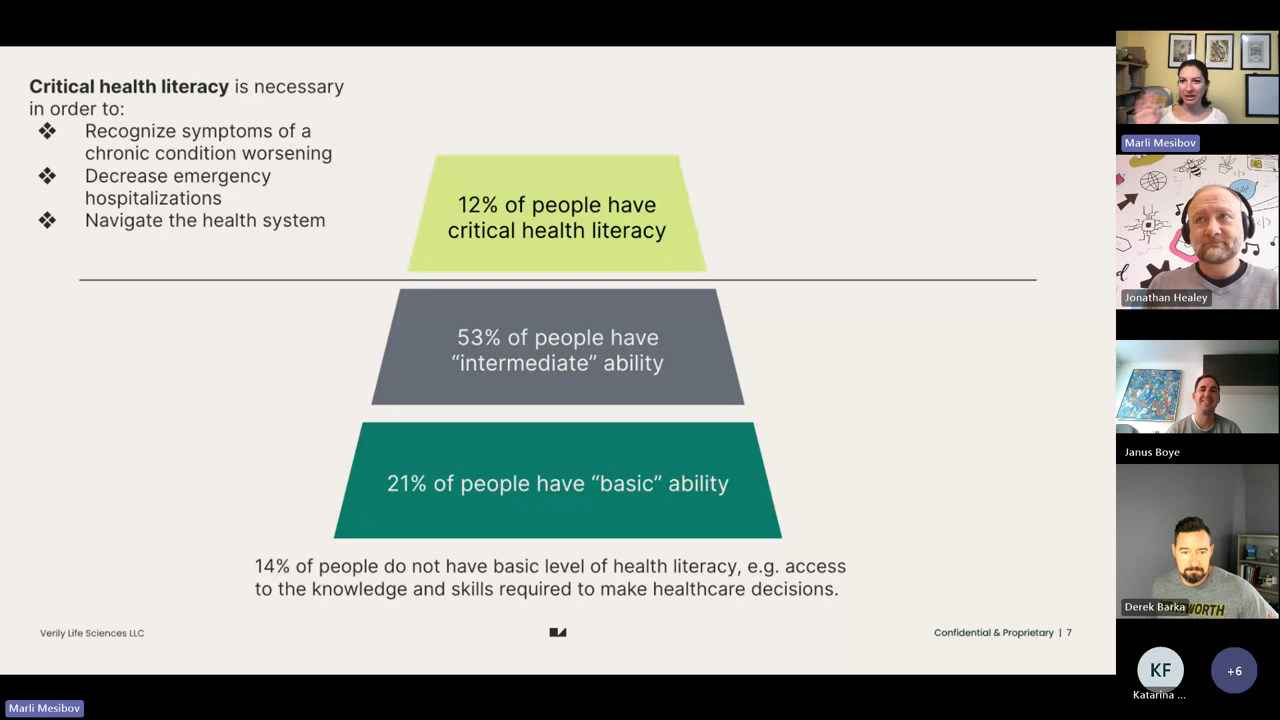 Critical health literacy is necessary
in order to:
❖ Recognize symptoms of a
chronic condition worsening
❖ Decrease emergency
hospitalizations
❖ Navigate the health system
12% of people have
critical health literacy
53% of people have
“intermediate” ability
21% of people have “basic” ability
14% of people do not have basic level of health literacy, e.g. access
to the knowledge and skills required to make healthcare decisions.
Verily Life Sciences LLC
Confidential & Proprietary | 7
Marli Mesibov
Jonathan Healey
Janus Boye
Derek Barka
WORTH
KF
Katarina ...
+6
Marli Mesibov